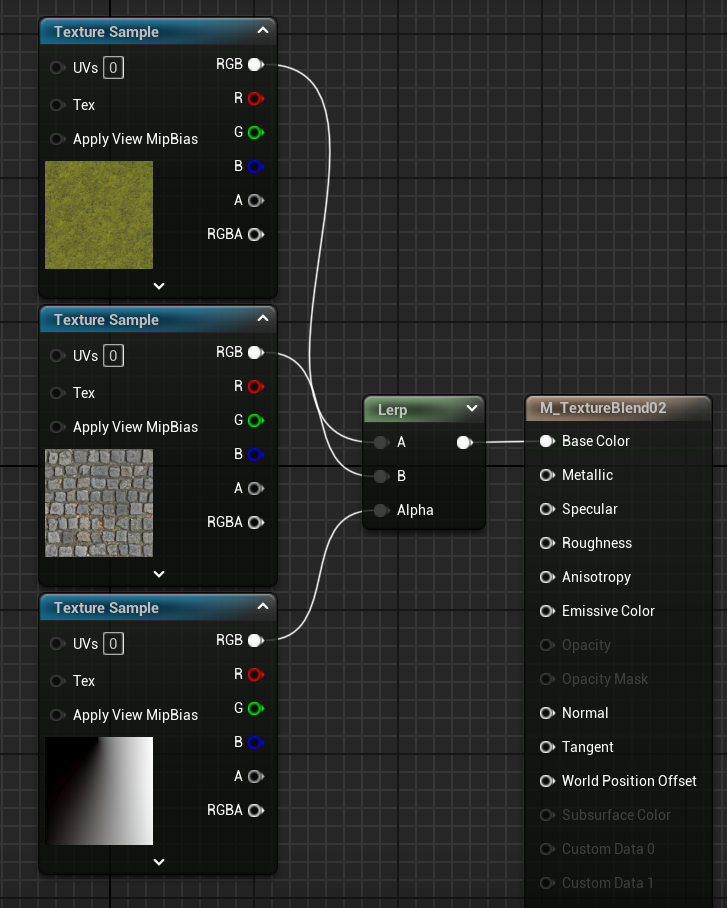 Texture Sample
UVs 0
RGB
R
Tex
G
Apply View MipBias
B
A
RGBA
Texture Sample
UVs 0
RGB
R
Tex
G
Apply View MipBias
B
A
RGBA
Texture Sample
UVs 0
RGB
R
Tex
G
Apply View MipBias
B
A
RGBA
Lerp
A
B
Alpha
M_TextureBlend02
Base Color
Metallic
Specular
Roughness
Anisotropy
Emissive Color
Opacity
Opacity Mask
Normal
Tangent
World Position Offset
Subsurface Color
Custom Data 0
Custom Data 1